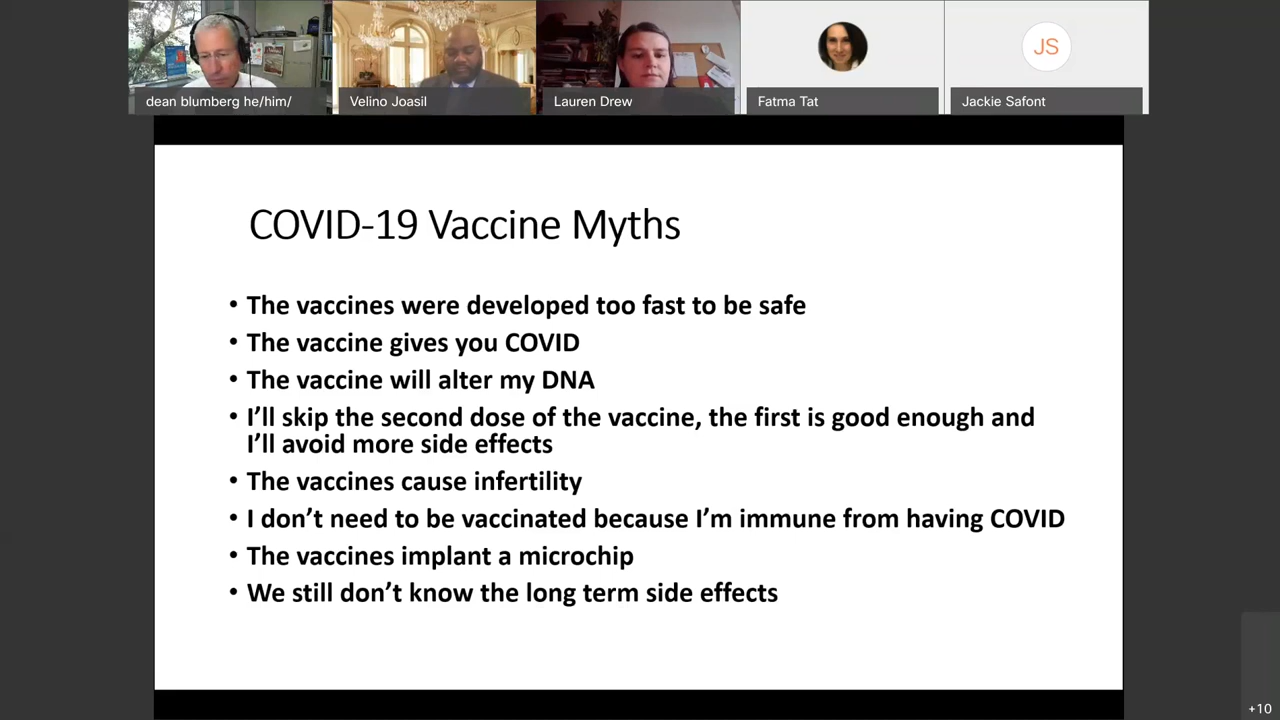 dean blumberg he/him/
Velino Joasil
Lauren Drew
Fatma Tat
JS
Jackie Safont
COVID-19 Vaccine Myths
• The vaccines were developed too fast to be safe
• The vaccine gives you COVID
• The vaccine will alter my DNA
• I'll skip the second dose of the vaccine, the first is good enough and
I'll avoid more side effects
• The vaccines cause infertility
• I don't need to be vaccinated because I'm immune from having COVID
• The vaccines implant a microchip
• We still don't know the long term side effects
+10